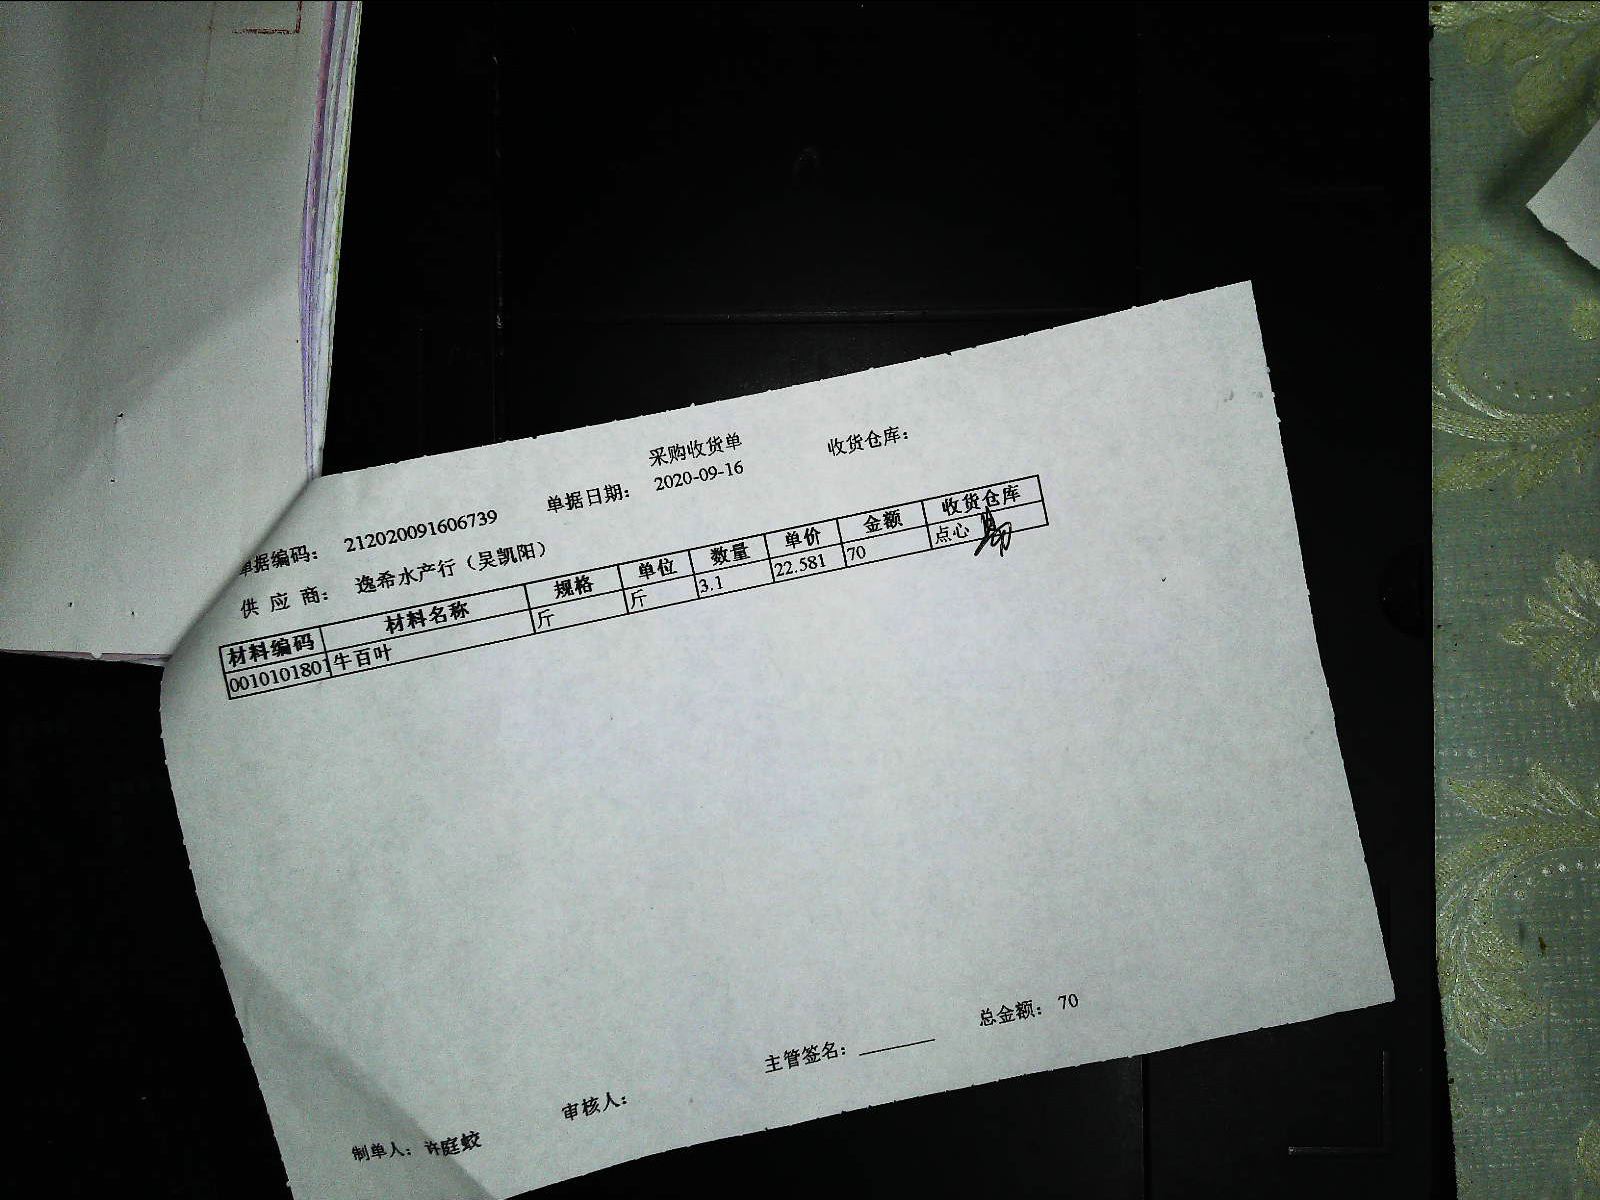 采购收货单
单据编码： 212020091606739 单据日期： 2020-09-16 收货仓库：
供 应 商： 逸希水产行（吴凯阳）
材料编码 材料名称 规格 单位 数量 单价 金额 收货仓库
0010101801 牛百叶 斤 斤 3.1 22.581 70 点心
总金额： 70
制单人： 许庭蛟 审核人： 主管签名：